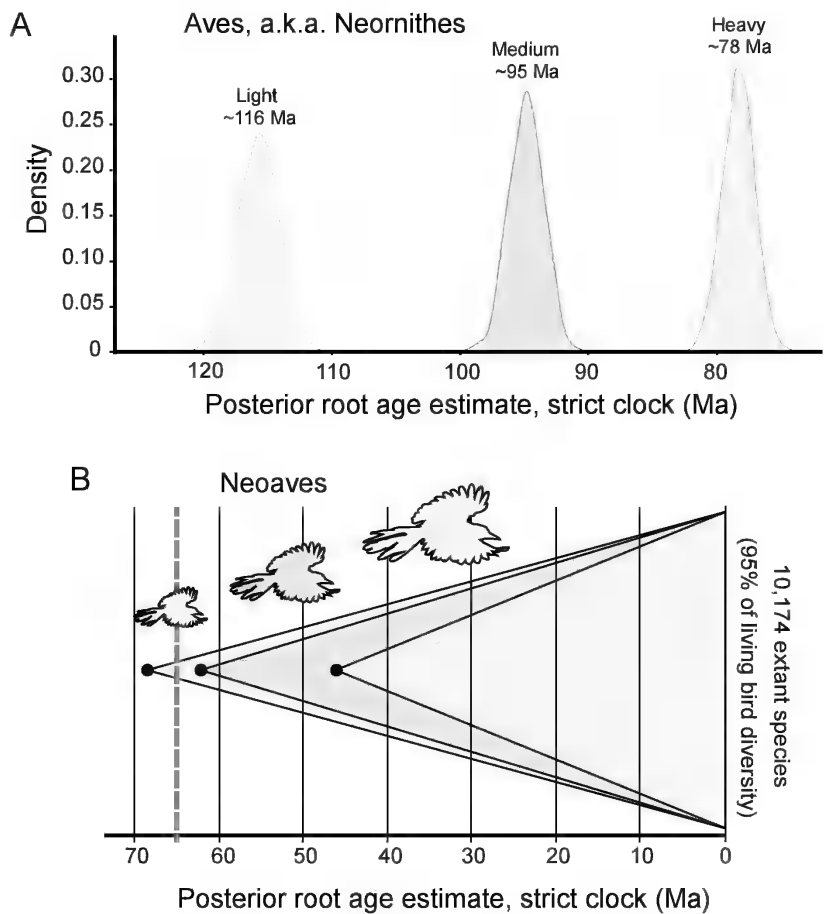 A
Aves, a.k.a. Neornithes
Light
~116 Ma
Medium
~95 Ma
Heavy
~78 Ma
Density
0.30
0.25
0.20
0.15
0.10
0.05
0
120 110 100 90 80
Posterior root age estimate, strict clock (Ma)
B
Neoaves
10,174 extant species
(95% of living bird diversity)
70 60 50 40 30 20 10 0
Posterior root age estimate, strict clock (Ma)